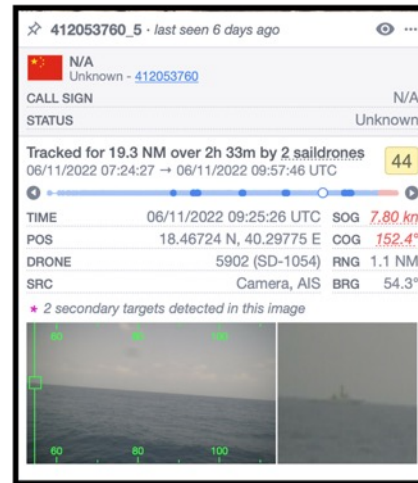 412053760_5 · last seen 6 days ago
N/A
Unknown - 412053760
CALL SIGN N/A
STATUS Unknown
Tracked for 19.3 NM over 2h 33m by 2 saildrones
06/11/2022 07:24:27 → 06/11/2022 09:57:46 UTC
44
TIME 06/11/2022 09:25:26 UTC SOG 7.80 kn
POS 18.46724 N, 40.29775 E COG 152.4°
DRONE 5902 (SD-1054) RNG 1.1 NM
SRC Camera, AIS BRG 54.3°
* 2 secondary targets detected in this image
60 80 100
60 80 100